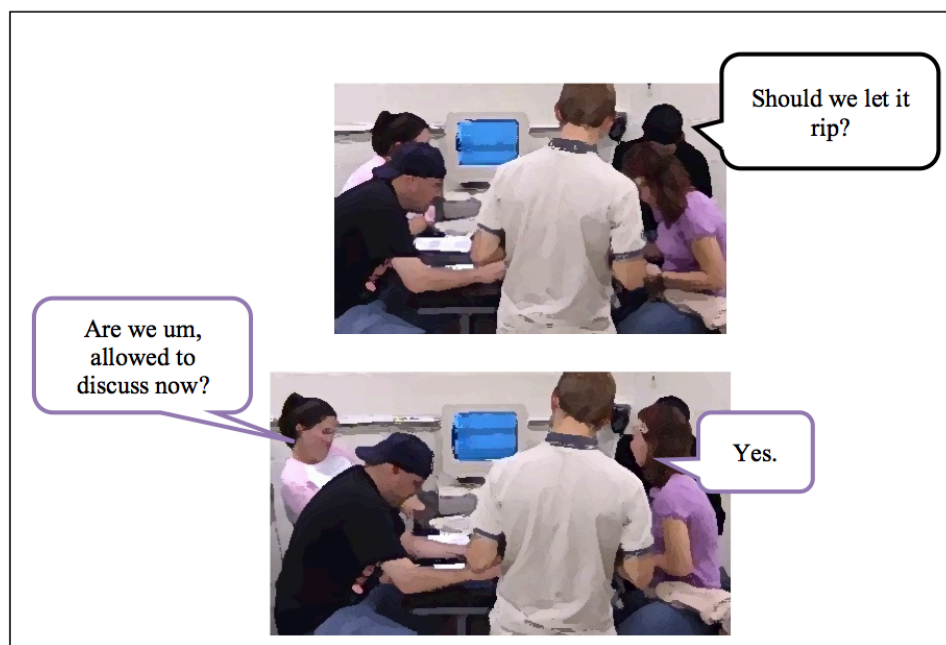 Should we let it
rip?
Are we um,
allowed to
discuss now?
Yes.